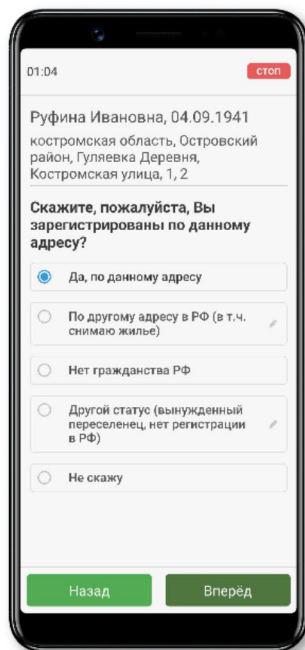 01:04
стоп
Руфина Ивановна, 04.09.1941
костромская область, Островский
район, Гуляевка Деревня,
Костромская улица, 1, 2
Скажите, пожалуйста, Вы
зарегистрированы по данному
адресу?
Да, по данному адресу
По другому адресу в РФ (в т.ч.
снимаю жилье)
Нет гражданства РФ
Другой статус (вынужденный
переселенец, нет регистрации
в РФ)
Не скажу
Назад
Вперёд